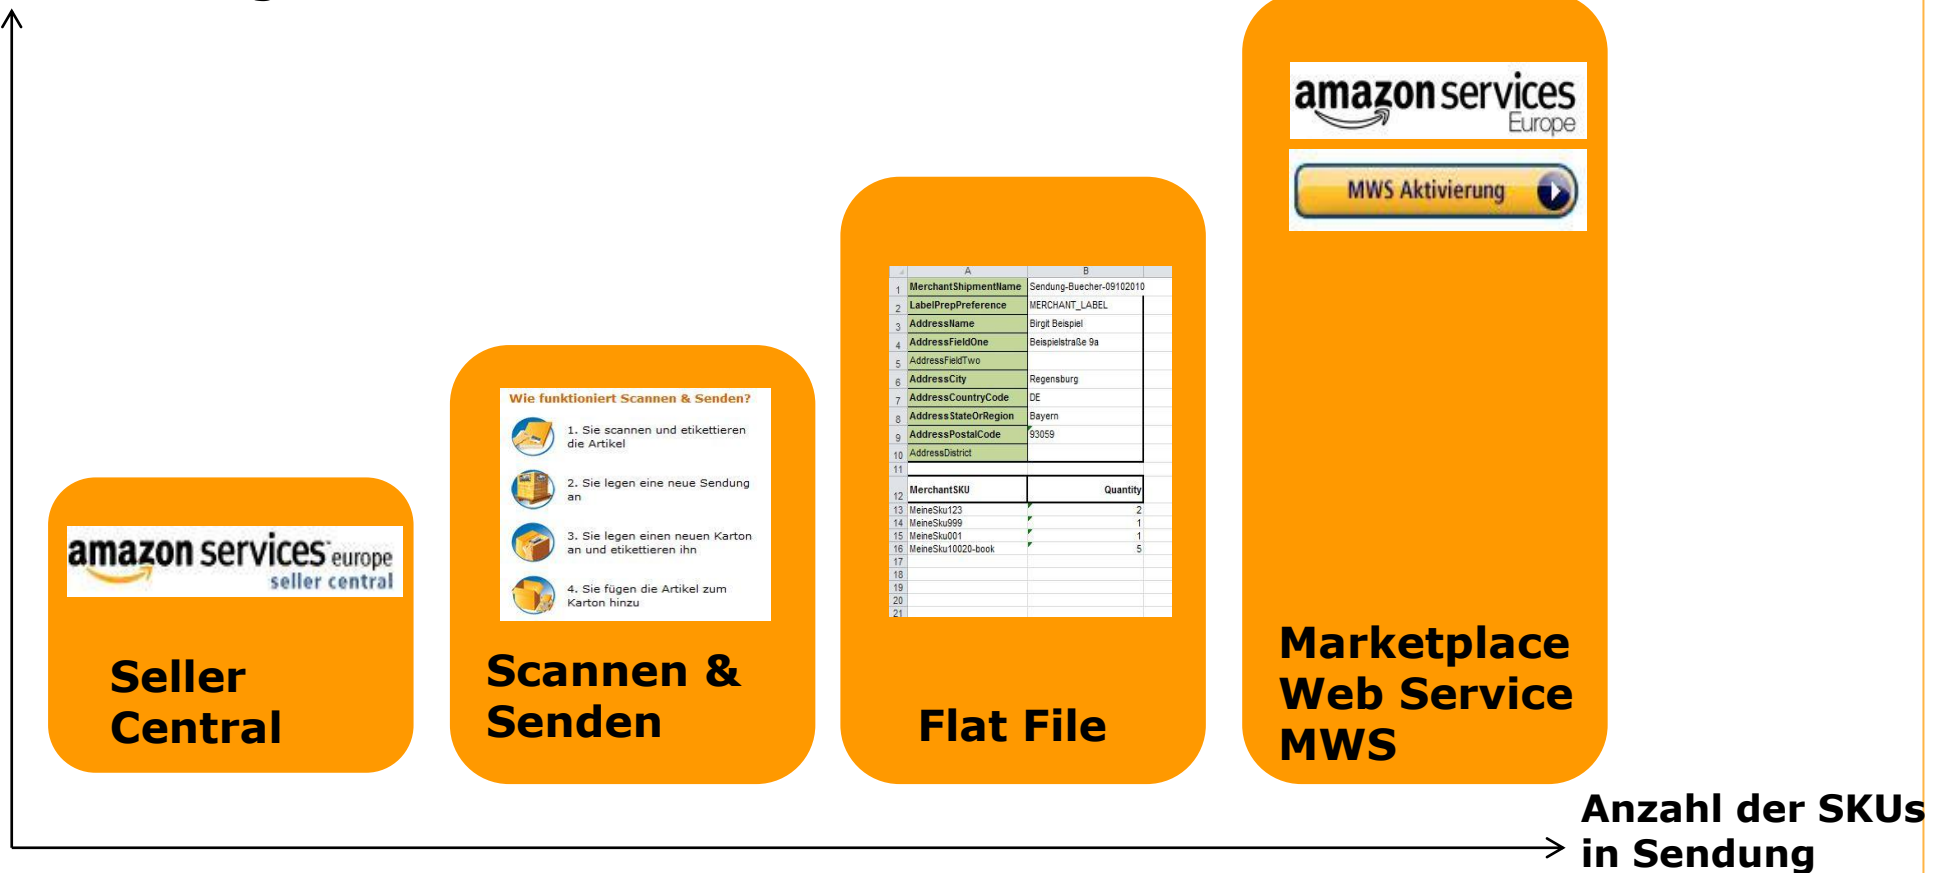 amazon services europe
seller central
Seller
Central
Wie funktioniert Scannen & Senden?
1. Sie scannen und etikettieren
die Artikel
2. Sie legen eine neue Sendung
an
3. Sie legen einen neuen Karton
an und etikettieren ihn
4. Sie fügen die Artikel zum
Karton hinzu
Scannen &
Senden
A B
1 MerchantShipmentName Sendung-Buecher-09102010
2 LabelPrepPreference MERCHANT_LABEL
3 AddressName Birgit Beispiel
4 AddressFieldOne Beispielstraße 9a
5 AddressFieldTwo
6 AddressCity Regensburg
7 AddressCountryCode DE
8 AddressStateOrRegion Bayern
9 AddressPostalCode 93059
10 AddressDistrict
11
12 MerchantSKU Quantity
13 MeineSku123 2
14 MeineSku999 1
15 MeineSku001 1
16 MeineSku10020-book 5
17
18
19
20
21
Flat File
amazon services
Europe
MWS Aktivierung
Marketplace
Web Service
MWS
Anzahl der SKUs
in Sendung